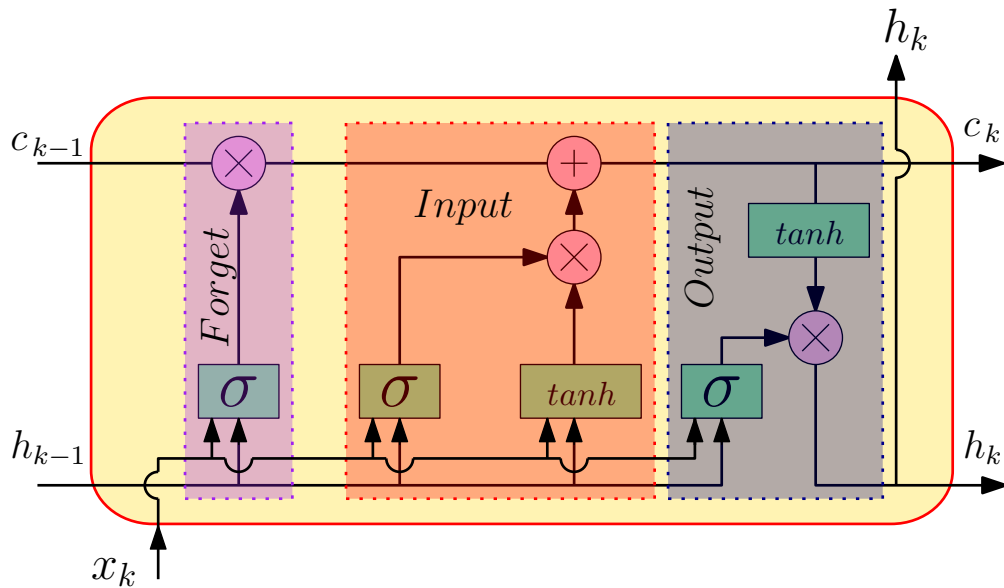 h_k
c_{k-1}
c_k
×
+
Input
Forget
Output
tanh
×
×
σ
σ
tanh
σ
h_{k-1}
h_k
x_k